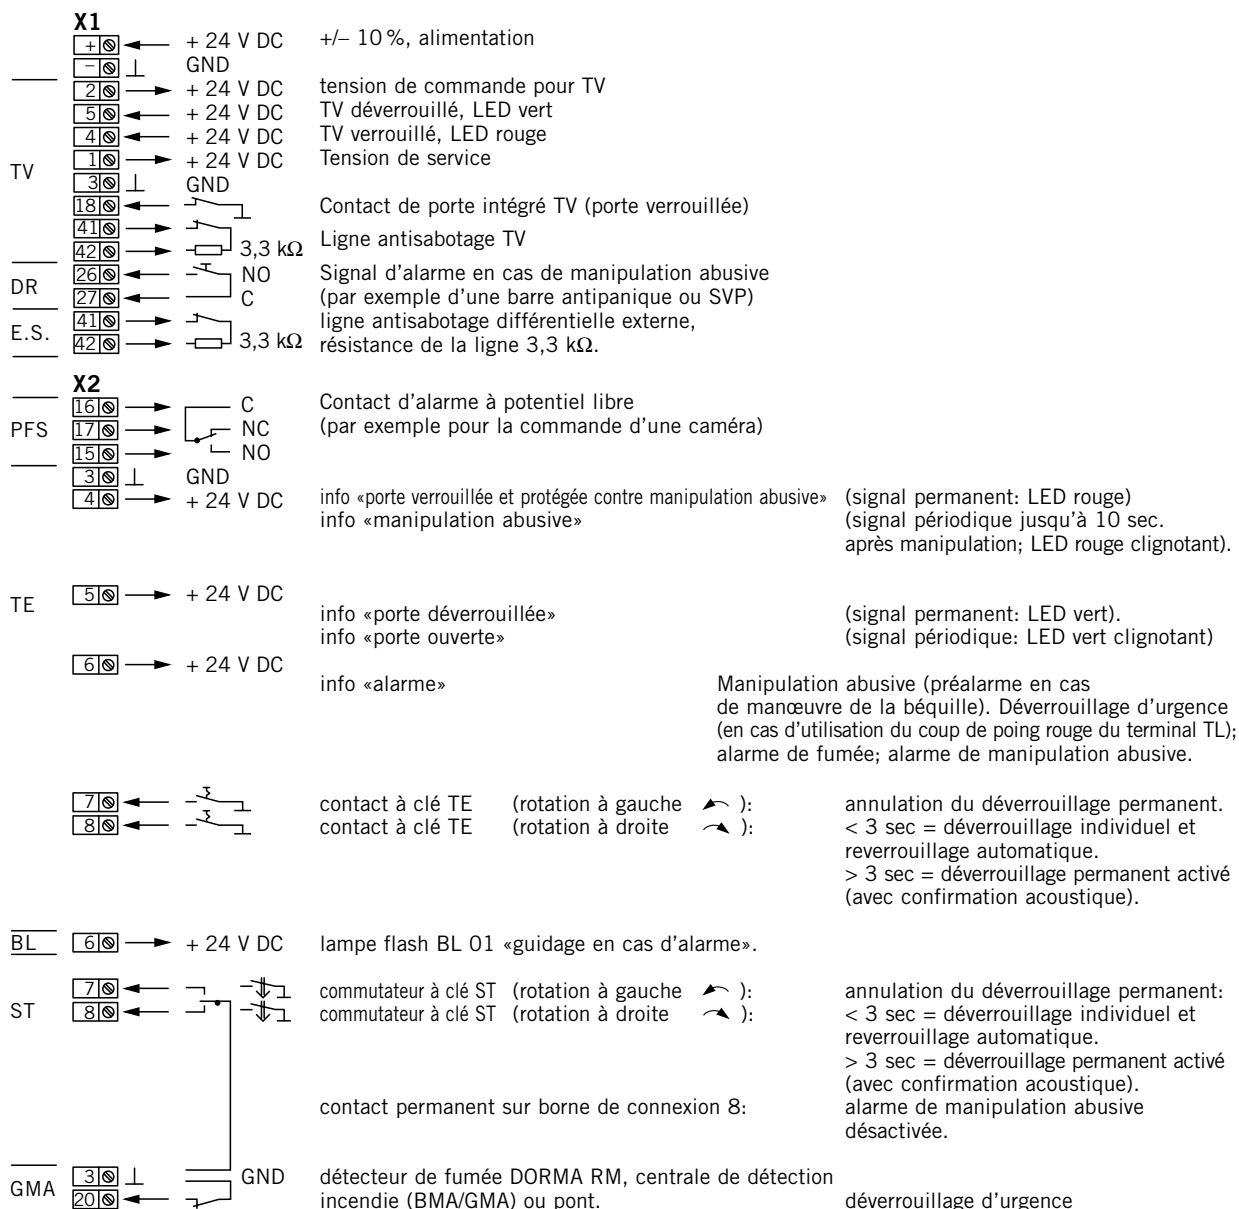 X1
+ + 24 V DC +/– 10 %, alimentation
– GND
2 + 24 V DC tension de commande pour TV
5 + 24 V DC TV déverrouillé, LED vert
4 + 24 V DC TV verrouillé, LED rouge
1 + 24 V DC Tension de service
TV
3 GND
18 Contact de porte intégré TV (porte verrouillée)
41
42 3,3 kΩ Ligne antisabotage TV
26 NO Signal d’alarme en cas de manipulation abusive
DR
27 C (par exemple d’une barre antipanique ou SVP)
41 ligne antisabotage différentielle externe,
E.S.
42 3,3 kΩ résistance de la ligne 3,3 kΩ.
X2
16 C Contact d’alarme à potentiel libre
PFS 17 NC (par exemple pour la commande d’une caméra)
15 NO
3 GND
4 + 24 V DC info «porte verrouillée et protégée contre manipulation abusive» (signal permanent: LED rouge)
info «manipulation abusive» (signal périodique jusqu’à 10 sec.
après manipulation; LED rouge clignotant).
TE 5 + 24 V DC
info «porte déverrouillée» (signal permanent: LED vert).
info «porte ouverte» (signal périodique: LED vert clignotant)
6 + 24 V DC
info «alarme» Manipulation abusive (préalarme en cas
de manœuvre de la béquille). Déverrouillage d’urgence
(en cas d’utilisation du coup de poing rouge du terminal TL);
alarme de fumée; alarme de manipulation abusive.
7 contact à clé TE (rotation à gauche ): annulation du déverrouillage permanent.
8 contact à clé TE (rotation à droite ): < 3 sec = déverrouillage individuel et
reverrouillage automatique.
> 3 sec = déverrouillage permanent activé
(avec confirmation acoustique).
BL 6 + 24 V DC lampe flash BL 01 «guidage en cas d’alarme».
7 commutateur à clé ST (rotation à gauche ): annulation du déverrouillage permanent:
ST 8 commutateur à clé ST (rotation à droite ): < 3 sec = déverrouillage individuel et
reverrouillage automatique.
> 3 sec = déverrouillage permanent activé
(avec confirmation acoustique).
contact permanent sur borne de connexion 8: alarme de manipulation abusive
désactivée.
3 GND détecteur de fumée DORMA RM, centrale de détection
GMA
20 incendie (BMA/GMA) ou pont. déverrouillage d’urgence